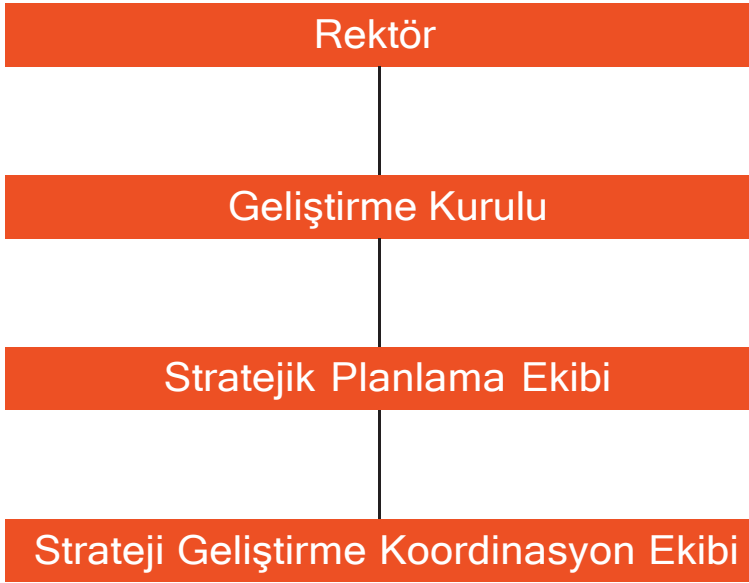 Rektör
Geliştirme Kurulu
Stratejik Planlama Ekibi
Strateji Geliştirme Koordinasyon Ekibi